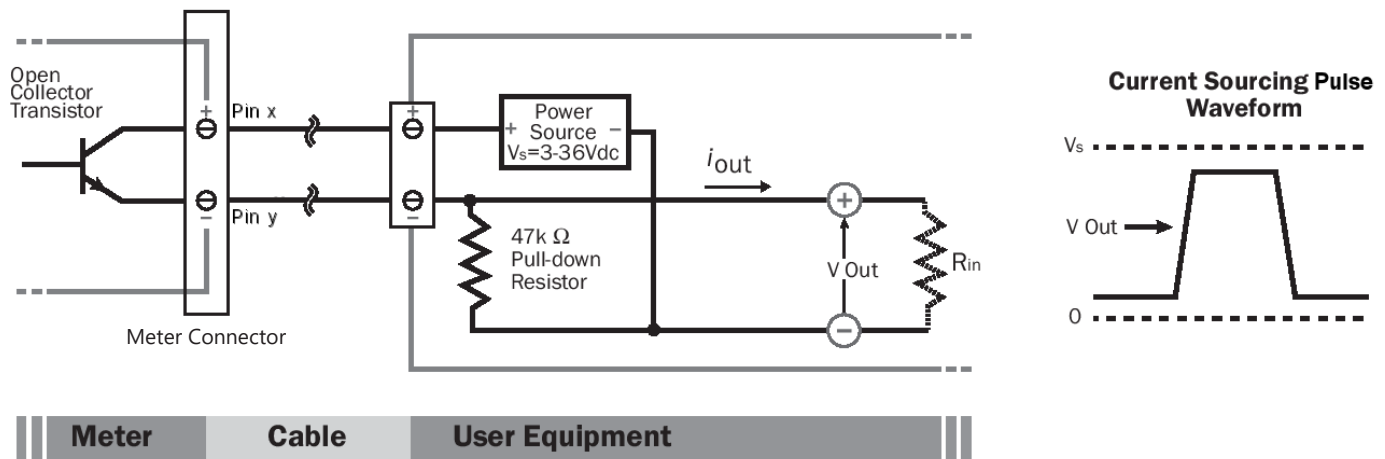 Open
Collector
Transistor
+
Pin x
−
Pin y
Meter Connector
+
−
Power
+ Source −
Vs=3-36Vdc
iout
47k Ω
Pull-down
Resistor
+
V Out
−
Rin
Current Sourcing Pulse
Waveform
Vs
V Out
0
Meter
Cable
User Equipment